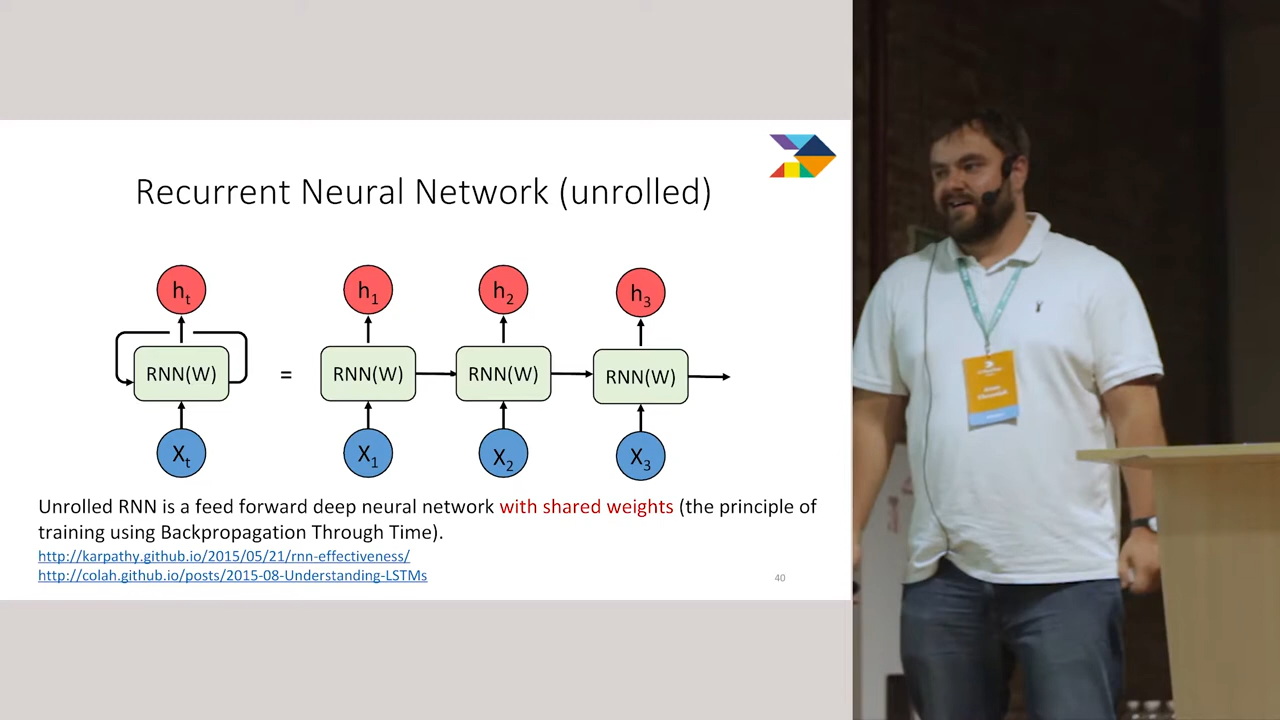 Recurrent Neural Network (unrolled)
h_t
h_1
h_2
h_3
RNN(W)
=
RNN(W)
RNN(W)
RNN(W)
X_t
X_1
X_2
X_3
Unrolled RNN is a feed forward deep neural network with shared weights (the principle of
training using Backpropagation Through Time).
http://karpathy.github.io/2015/05/21/rnn-effectiveness/
http://colah.github.io/posts/2015-08-Understanding-LSTMs
40